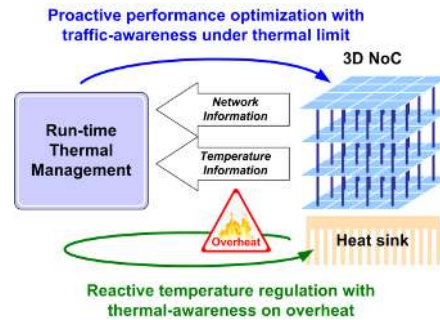 Proactive performance optimization with
traffic-awareness under thermal limit
3D NoC
Network
Information
Run-time
Thermal
Management
Temperature
Information
Overheat
Heat sink
Reactive temperature regulation with
thermal-awareness on overheat